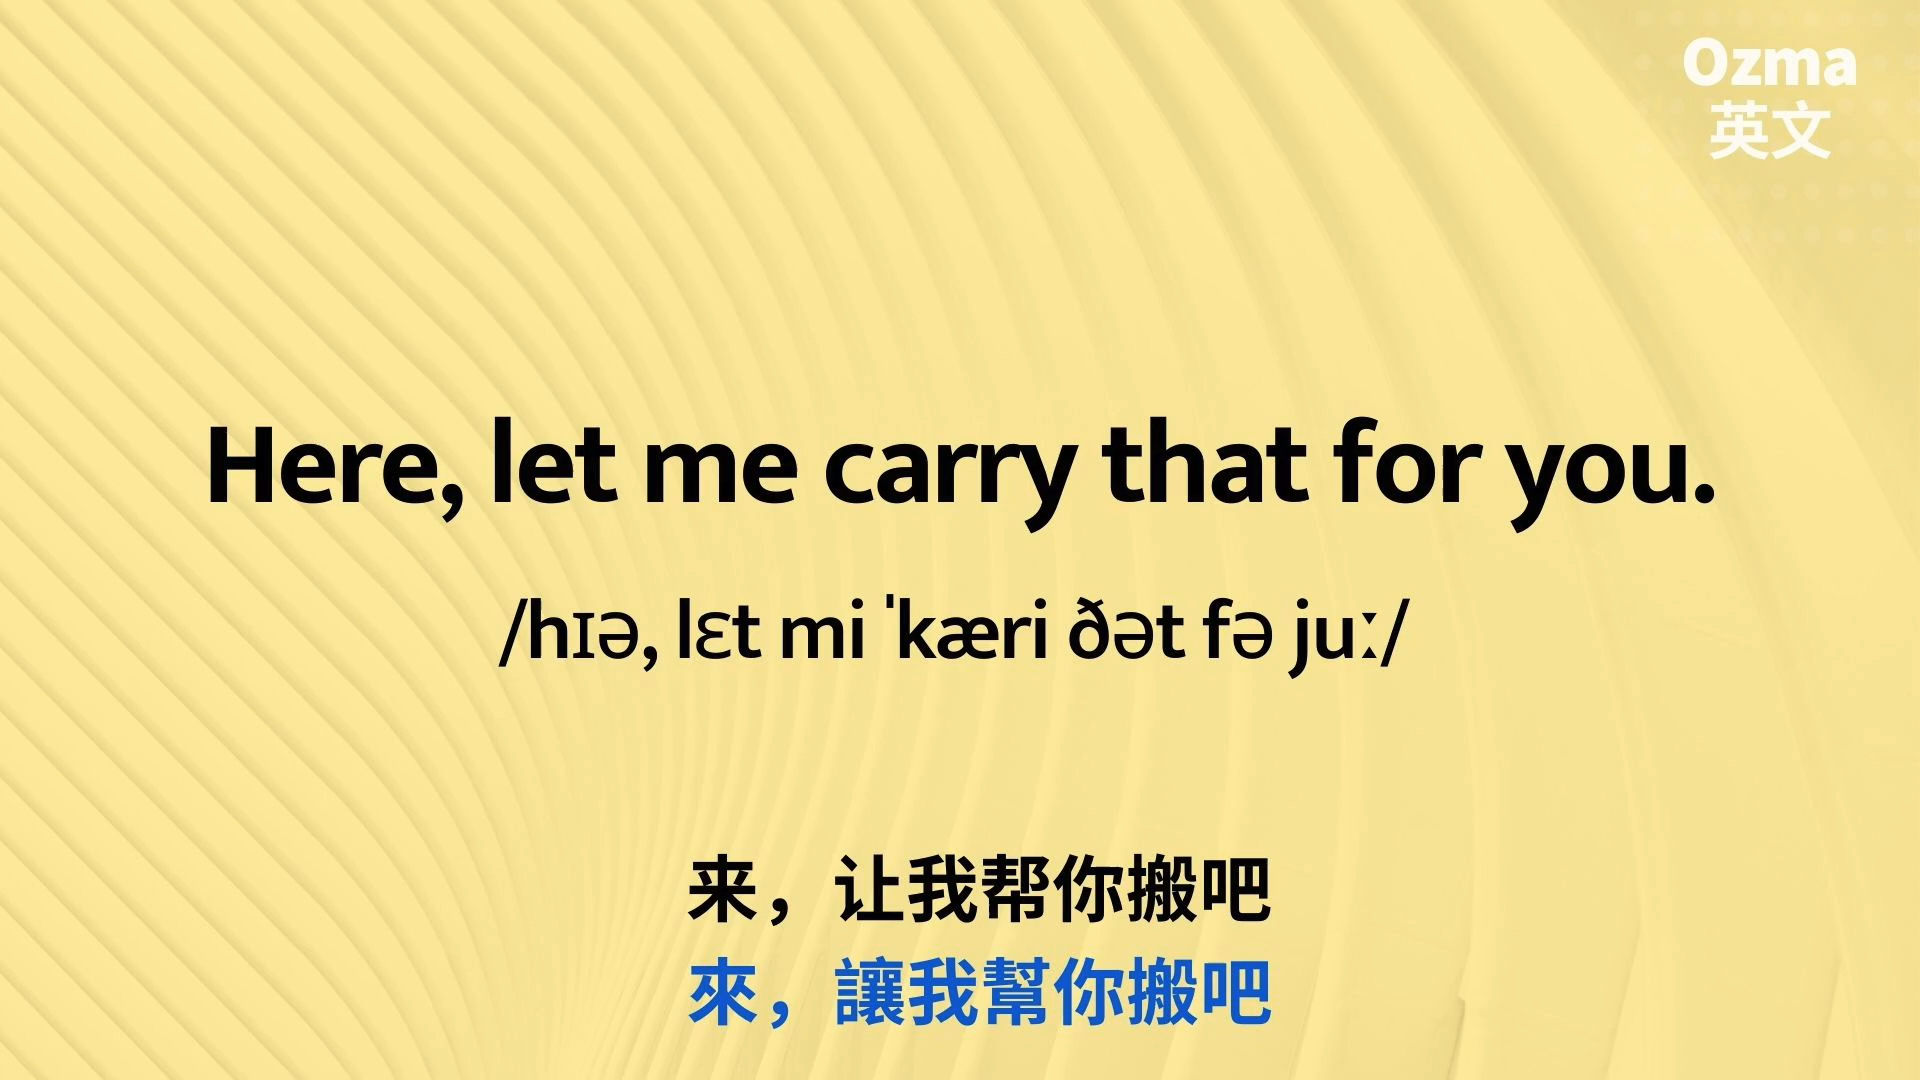 Ozma
英文
Here, let me carry that for you.
/hɪə, lɛt mi ˈkæri ðət fə juː/
来，让我帮你搬吧
來，讓我幫你搬吧